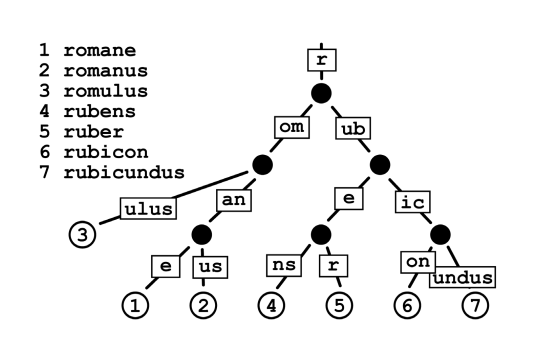 1 romane
2 romanus
3 romulus
4 rubens
5 ruber
6 rubicon
7 rubicundus
r
om
ub
ulus
an
e
ic
3
e
us
ns
r
on
undus
1
2
4
5
6
7